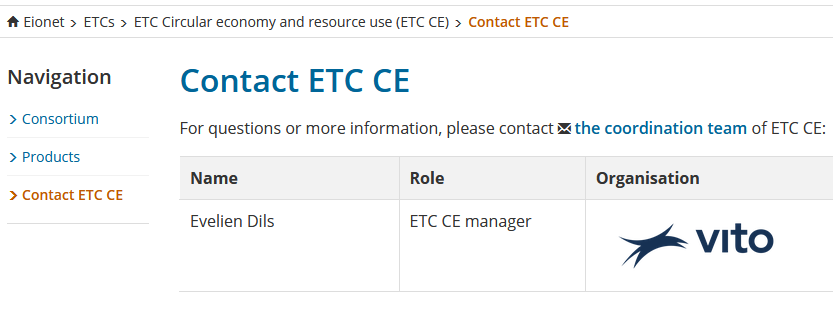 Eionet > ETCs > ETC Circular economy and resource use (ETC CE) > Contact ETC CE
Navigation
> Consortium
> Products
> Contact ETC CE
Contact ETC CE
For questions or more information, please contact the coordination team of ETC CE:
Name Role Organisation
Evelien Dils ETC CE manager vito